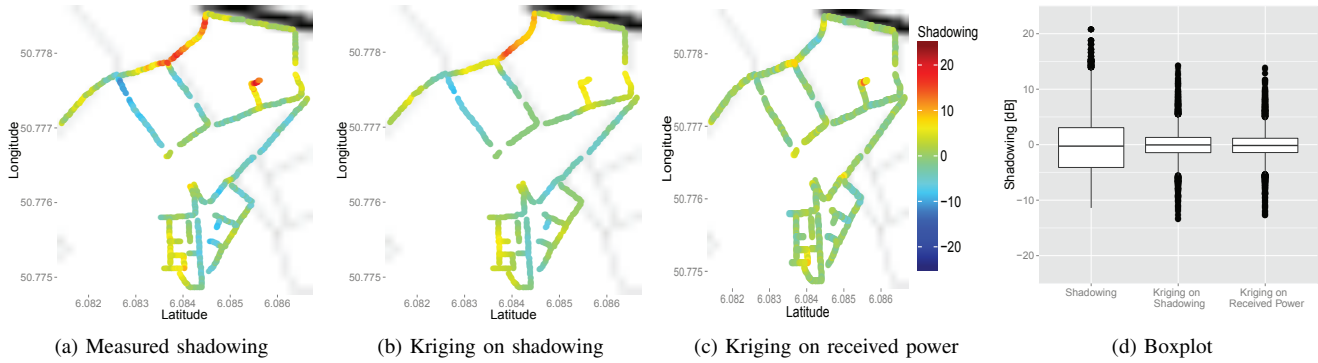 50.778
50.777
50.776
50.775
Longitude
6.082 6.083 6.084 6.085 6.086
Latitude
(a) Measured shadowing
50.778
50.777
50.776
50.775
Longitude
6.082 6.083 6.084 6.085 6.086
Latitude
(b) Kriging on shadowing
50.778
50.777
50.776
50.775
Longitude
6.082 6.083 6.084 6.085 6.086
Latitude
(c) Kriging on received power
Shadowing
20
10
0
−10
−20
Shadowing [dB]
20
10
0
−10
−20
Shadowing
Kriging on
Shadowing
Kriging on
Received Power
(d) Boxplot